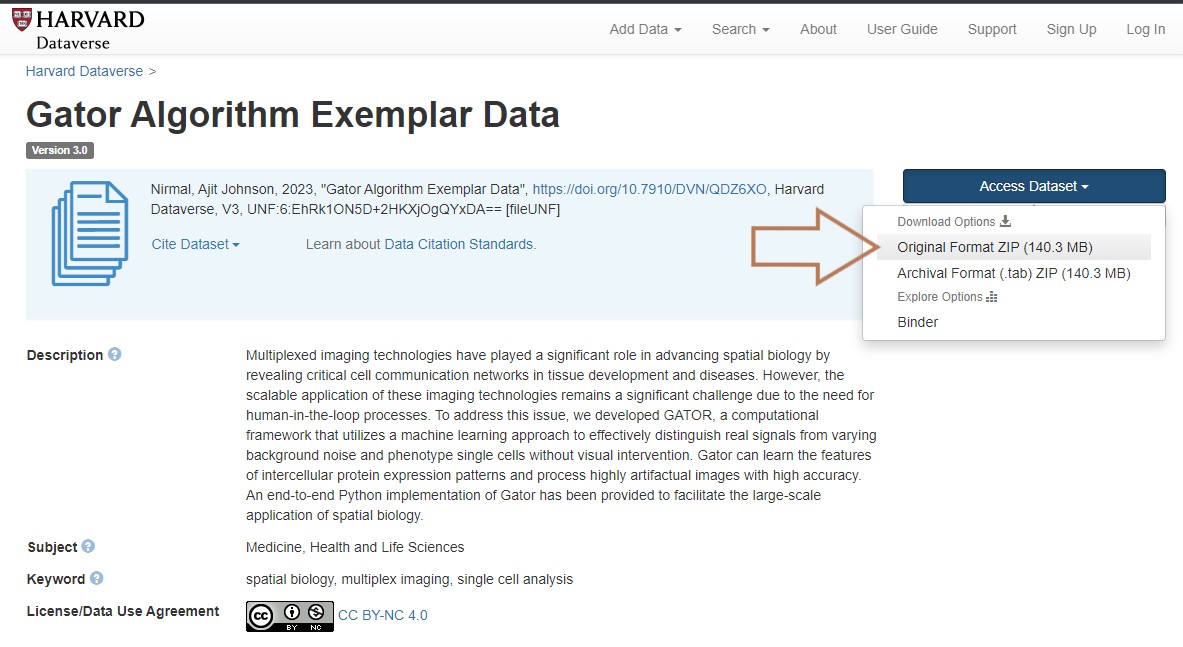 HARVARD
Dataverse
Add Data
Search
About
User Guide
Support
Sign Up
Log In
Harvard Dataverse >
Gator Algorithm Exemplar Data
Version 3.0
Nirmal, Ajit Johnson, 2023, "Gator Algorithm Exemplar Data", https://doi.org/10.7910/DVN/QDZ6XO, Harvard
Dataverse, V3, UNF:6:EhRk1ON5D+2HKXjOgQYxDA== [fileUNF]
Cite Dataset
Learn about Data Citation Standards.
Access Dataset
Download Options
Original Format ZIP (140.3 MB)
Archival Format (.tab) ZIP (140.3 MB)
Explore Options
Binder
Description ?
Multiplexed imaging technologies have played a significant role in advancing spatial biology by
revealing critical cell communication networks in tissue development and diseases. However, the
scalable application of these imaging technologies remains a significant challenge due to the need for
human-in-the-loop processes. To address this issue, we developed GATOR, a computational
framework that utilizes a machine learning approach to effectively distinguish real signals from varying
background noise and phenotype single cells without visual intervention. Gator can learn the features
of intercellular protein expression patterns and process highly artifactual images with high accuracy.
An end-to-end Python implementation of Gator has been provided to facilitate the large-scale
application of spatial biology.
Subject ?
Medicine, Health and Life Sciences
Keyword ?
spatial biology, multiplex imaging, single cell analysis
License/Data Use Agreement
cc BY NC
CC BY-NC 4.0